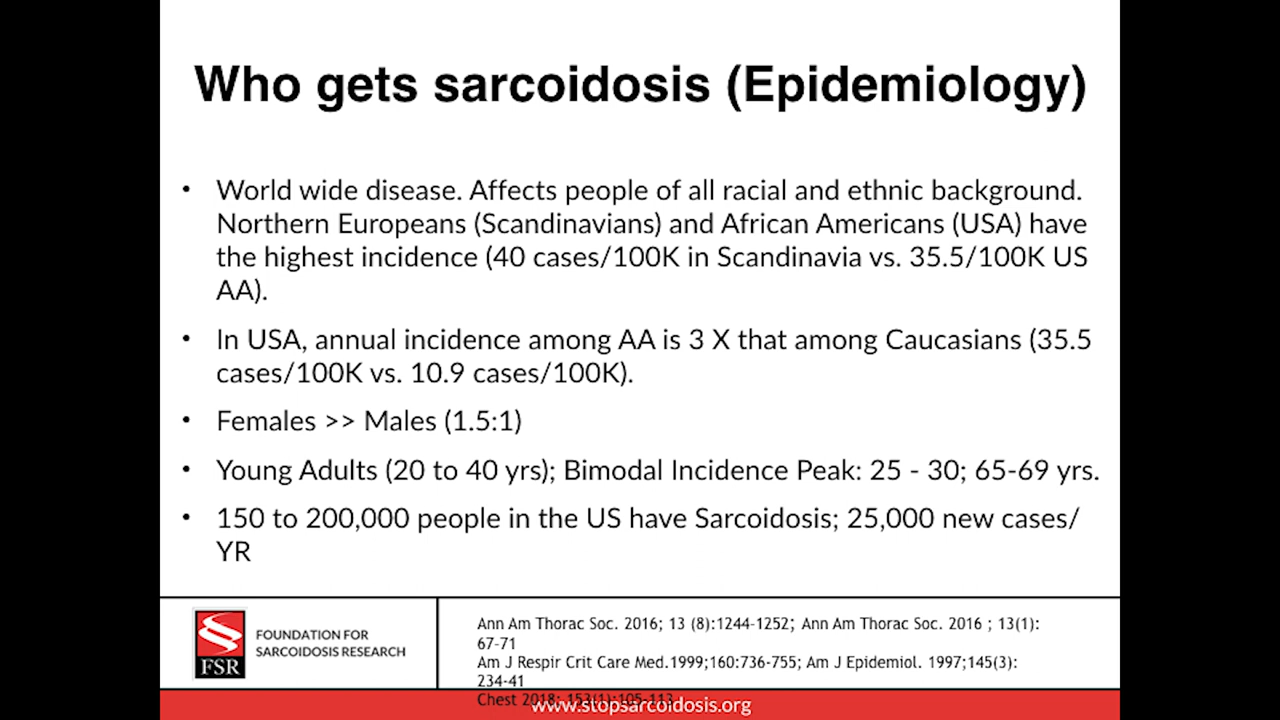 Who gets sarcoidosis (Epidemiology)
• World wide disease. Affects people of all racial and ethnic background.
Northern Europeans (Scandinavians) and African Americans (USA) have
the highest incidence (40 cases/100K in Scandinavia vs. 35.5/100K US
AA).
• In USA, annual incidence among AA is 3 X that among Caucasians (35.5
cases/100K vs. 10.9 cases/100K).
• Females >> Males (1.5:1)
• Young Adults (20 to 40 yrs); Bimodal Incidence Peak: 25 - 30; 65-69 yrs.
• 150 to 200,000 people in the US have Sarcoidosis; 25,000 new cases/
YR
FSR
FOUNDATION FOR
SARCOIDOSIS RESEARCH
Ann Am Thorac Soc. 2016; 13 (8):1244-1252; Ann Am Thorac Soc. 2016 ; 13(1):
67-71
Am J Respir Crit Care Med.1999;160:736-755; Am J Epidemiol. 1997;145(3):
234-41
Chest 2018; 153(1):105-113
www.stopsarcoidosis.org